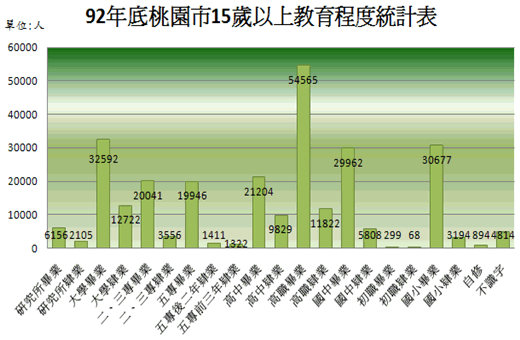 92年底桃園市15歲以上教育程度統計表
單位:人
60000
50000
40000
30000
20000
10000
0
6156
2105
32592
12722
20041
3556
19946
1411
1322
21204
9829
54565
11822
29962
5808
299
68
30677
3194
894
4814
研究所畢業
研究所肄業
大學畢業
大學肄業
二、三專畢業
二、三專肄業
五專畢業
五專後二年肄業
五專前三年肄業
高中畢業
高中肄業
高職畢業
高職肄業
國中畢業
國中肄業
初職畢業
初職肄業
國小畢業
國小肄業
自修
不識字